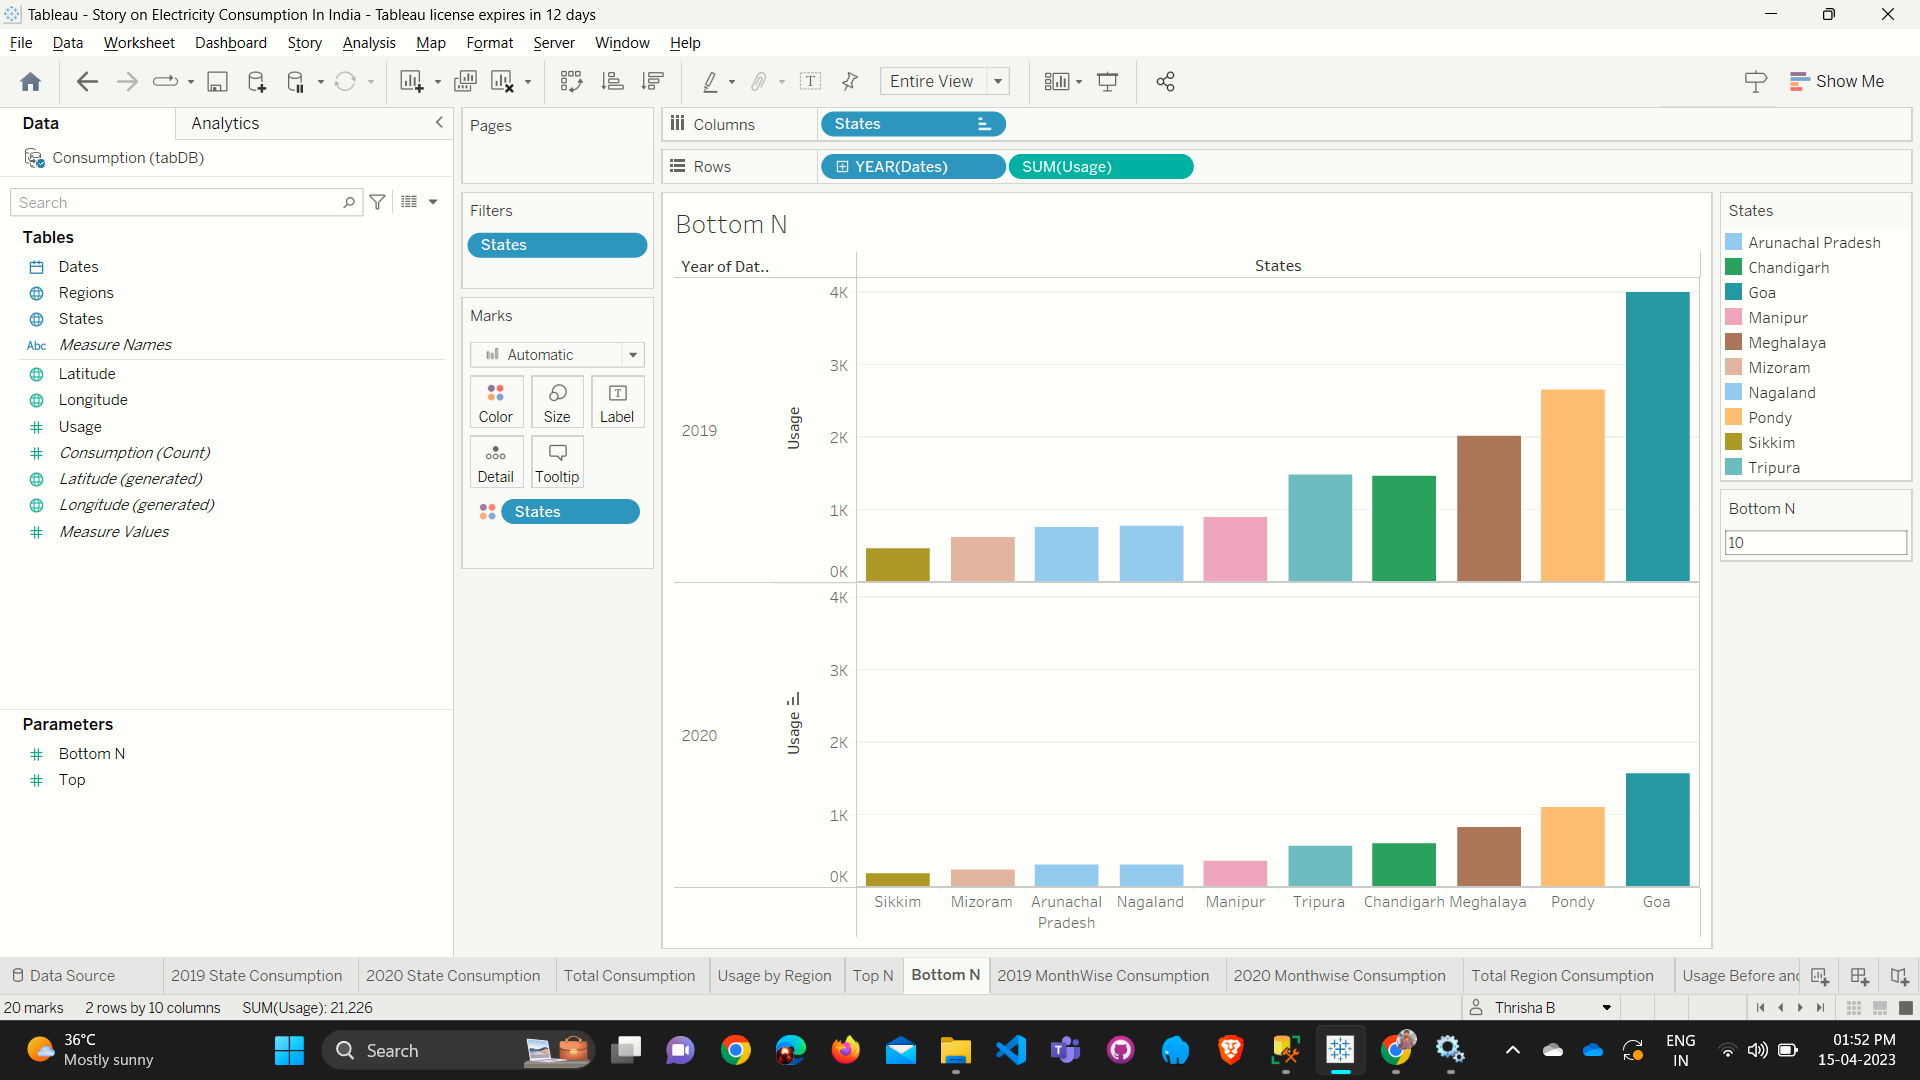 Tableau - Story on Electricity Consumption In India - Tableau license expires in 12 days
File Data Worksheet Dashboard Story Analysis Map Format Server Window Help
Entire View
Show Me
Data Analytics
Consumption (tabDB)
Search
Tables
Dates
Regions
States
Abc Measure Names
Latitude
Longitude
Usage
Consumption (Count)
Latitude (generated)
Longitude (generated)
Measure Values
Parameters
Bottom N
Top
Pages
Filters
States
Marks
Automatic
Color Size Label
Detail Tooltip
States
Columns States
Rows YEAR(Dates) SUM(Usage)
Bottom N
Year of Dat..
States
4K
3K
2K
1K
0K
2019
Usage
4K
3K
2K
1K
0K
2020
Usage
Sikkim Mizoram Arunachal Pradesh Nagaland Manipur Tripura Chandigarh Meghalaya Pondy Goa
States
Arunachal Pradesh
Chandigarh
Goa
Manipur
Meghalaya
Mizoram
Nagaland
Pondy
Sikkim
Tripura
Bottom N
10
Data Source 2019 State Consumption 2020 State Consumption Total Consumption Usage by Region Top N Bottom N 2019 MonthWise Consumption 2020 Monthwise Consumption Total Region Consumption Usage Before and
20 marks 2 rows by 10 columns SUM(Usage): 21,226
Thrisha B
36°C
Mostly sunny
Search
ENG
IN
01:52 PM
15-04-2023